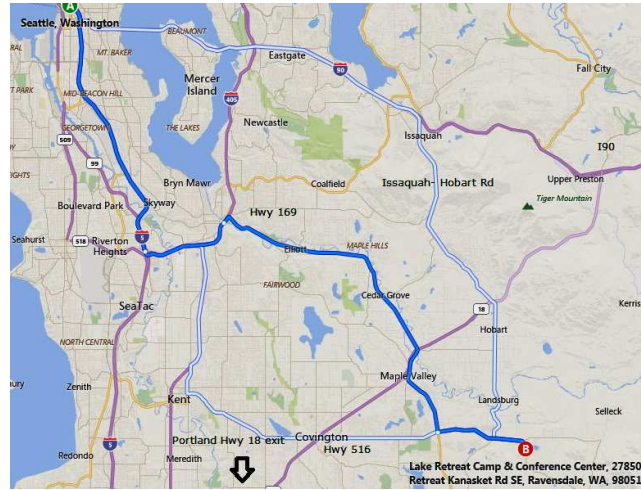 A
Seattle, Washington
BEAUMONT
MT. BAKER
Eastgate
Fall City
Mercer
Island
90
MID-BEACON HILL
405
THE LAKES
Newcastle
GEORGETOWN
509
Issaquah
I90
99
Bryn Mawr
Coalfield
Issaquah- Hobart Rd
Upper Preston
Skyway
Boulevard Park
Hwy 169
Tiger Mountain
5
518
Riverton
Heights
Seahurst
Elliott
MAPLE HILLS
FAIRWOOD
Cedar Grove
SeaTac
18
Kerris
Hobart
NORTH CENTRAL
Maple Valley
Zenith
Kent
Landsburg
Selleck
Portland Hwy 18 exit
Covington
Hwy 516
5
B
Redondo
Meredith
Lake Retreat Camp & Conference Center, 27850
Retreat Kanasket Rd SE, Ravensdale, WA, 98051